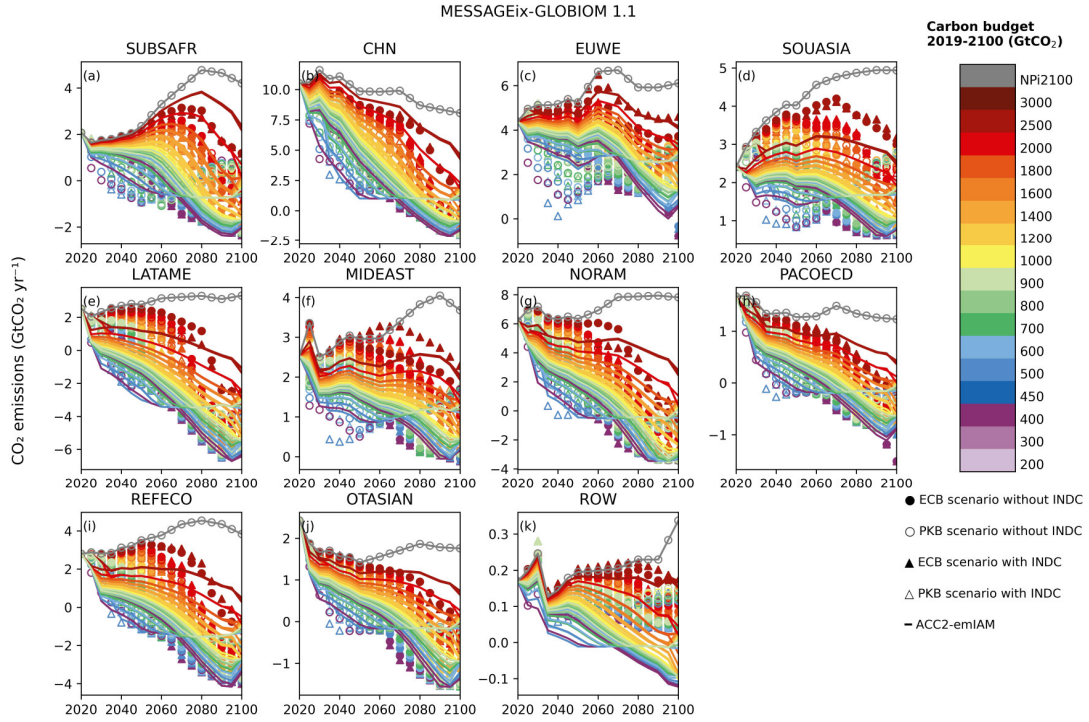 MESSAGEix-GLOBIOM 1.1
Carbon budget
2019-2100 (GtCO₂)
NPi2100
3000
2500
2000
1800
1600
1400
1200
1000
900
800
700
600
500
450
400
300
200
SUBSAFR CHN EUWE SOUASIA
(a) (b) (c) (d)
4 2 0 −2
10.0 7.5 5.0 2.5 0.0 −2.5
6 4 2 0
5 4 3 2 1
2020 2040 2060 2080 2100 2020 2040 2060 2080 2100 2020 2040 2060 2080 2100 2020 2040 2060 2080 2100
LATAME MIDEAST NORAM PACOECD
(e) (f) (g) (h)
2 0 −2 −4 −6
4 3 2 1 0
8 6 4 2 0 −2 −4
1 0 −1
2020 2040 2060 2080 2100 2020 2040 2060 2080 2100 2020 2040 2060 2080 2100 2020 2040 2060 2080 2100
REFECO OTASIAN ROW
(i) (j) (k)
4 2 0 −2 −4
2 1 0 −1
0.3 0.2 0.1 0.0 −0.1
2020 2040 2060 2080 2100 2020 2040 2060 2080 2100 2020 2040 2060 2080 2100
CO₂ emissions (GtCO₂ yr⁻¹)
ECB scenario without INDC
PKB scenario without INDC
ECB scenario with INDC
PKB scenario with INDC
ACC2-emIAM